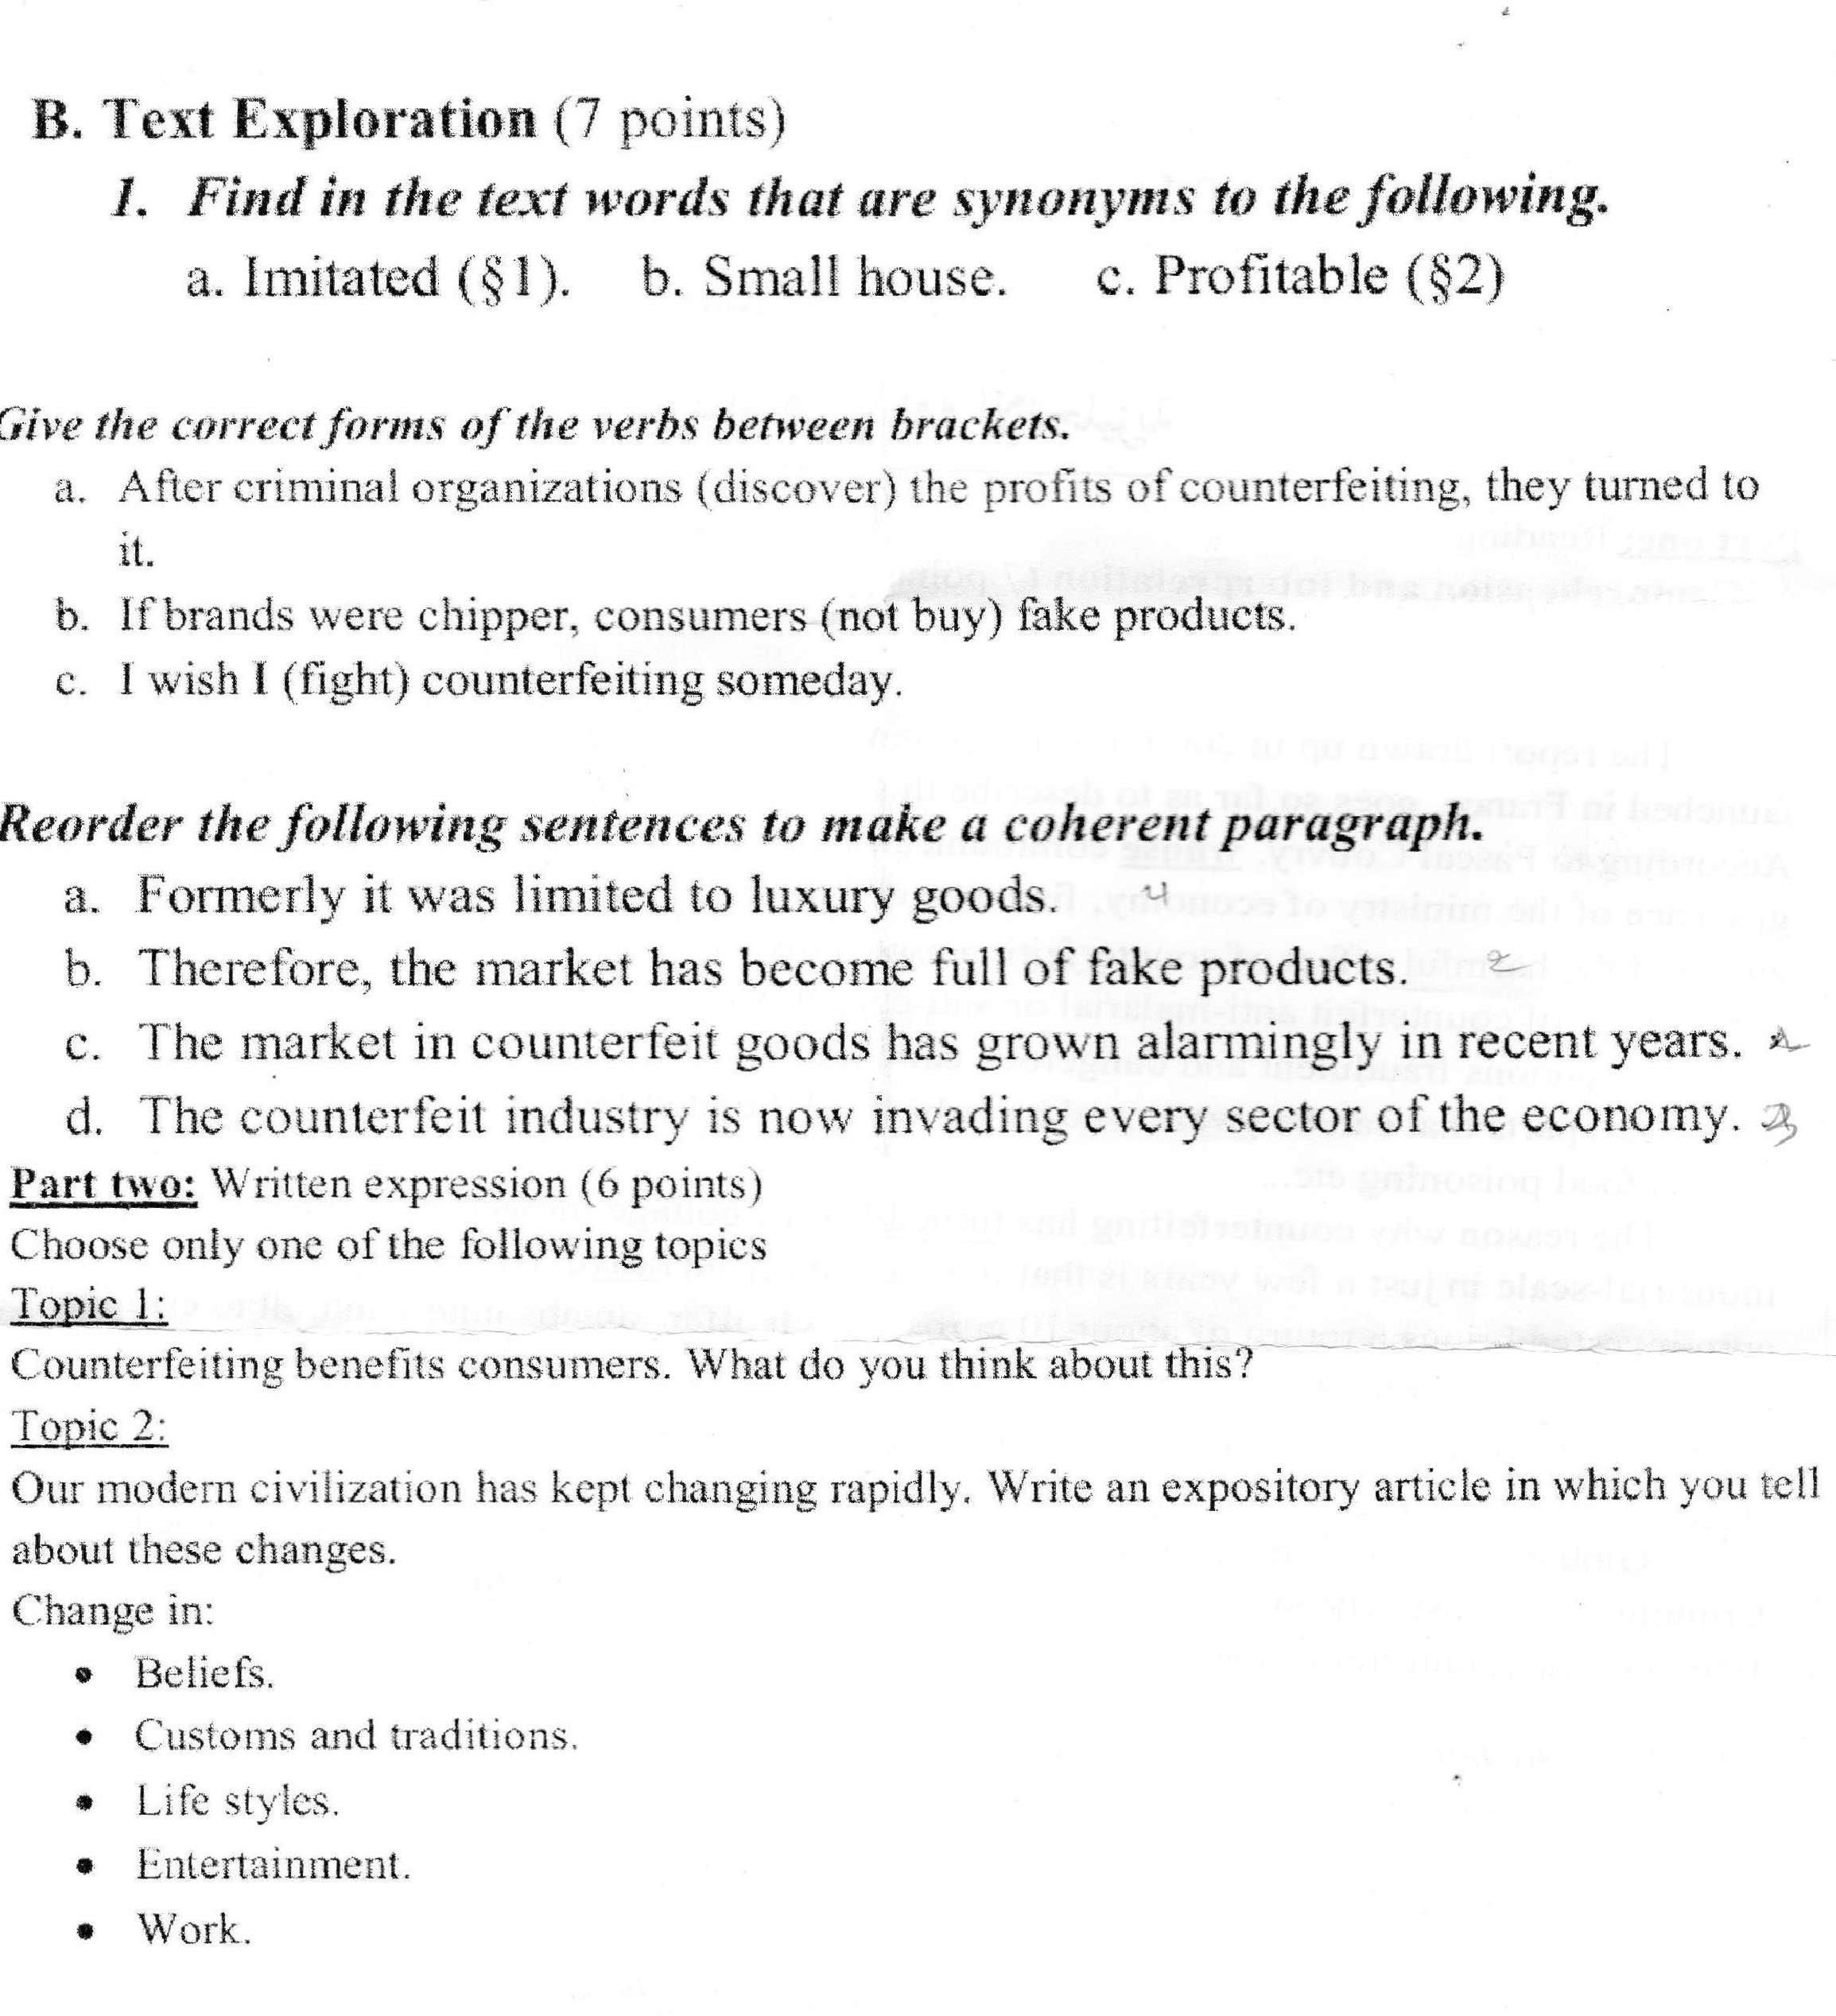 B. Text Exploration (7 points)
1. Find in the text words that are synonyms to the following.
a. Imitated (§1). b. Small house. c. Profitable (§2)
Give the correct forms of the verbs between brackets.
a. After criminal organizations (discover) the profits of counterfeiting, they turned to
it.
b. If brands were chipper, consumers (not buy) fake products.
c. I wish I (fight) counterfeiting someday.
Reorder the following sentences to make a coherent paragraph.
a. Formerly it was limited to luxury goods. 4
b. Therefore, the market has become full of fake products. 2
c. The market in counterfeit goods has grown alarmingly in recent years.
d. The counterfeit industry is now invading every sector of the economy. 3
Part two: Written expression (6 points)
Choose only one of the following topics
Topic 1:
Counterfeiting benefits consumers. What do you think about this?
Topic 2:
Our modern civilization has kept changing rapidly. Write an expository article in which you tell
about these changes.
Change in:
• Beliefs.
• Customs and traditions.
• Life styles.
• Entertainment.
• Work.